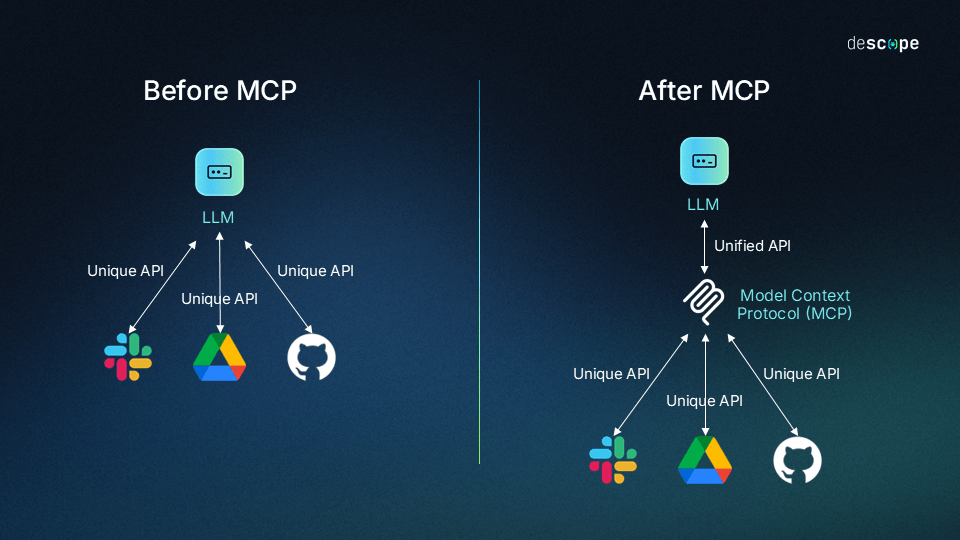 descope
Before MCP
After MCP
LLM
Unique API
Unique API
Unique API
LLM
Unified API
Model Context
Protocol (MCP)
Unique API
Unique API
Unique API